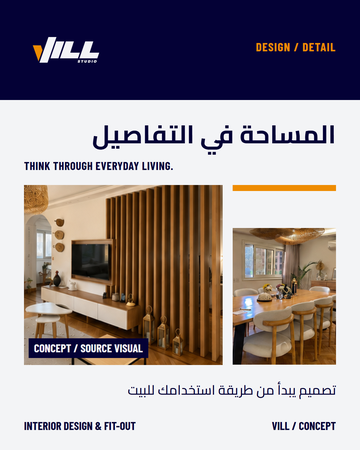 VILL
STUDIO
DESIGN / DETAIL
المساحة في التفاصيل
THINK THROUGH EVERYDAY LIVING.
CONCEPT / SOURCE VISUAL
تصميم يبدأ من طريقة استخدامك للبيت
INTERIOR DESIGN & FIT-OUT
VILL / CONCEPT